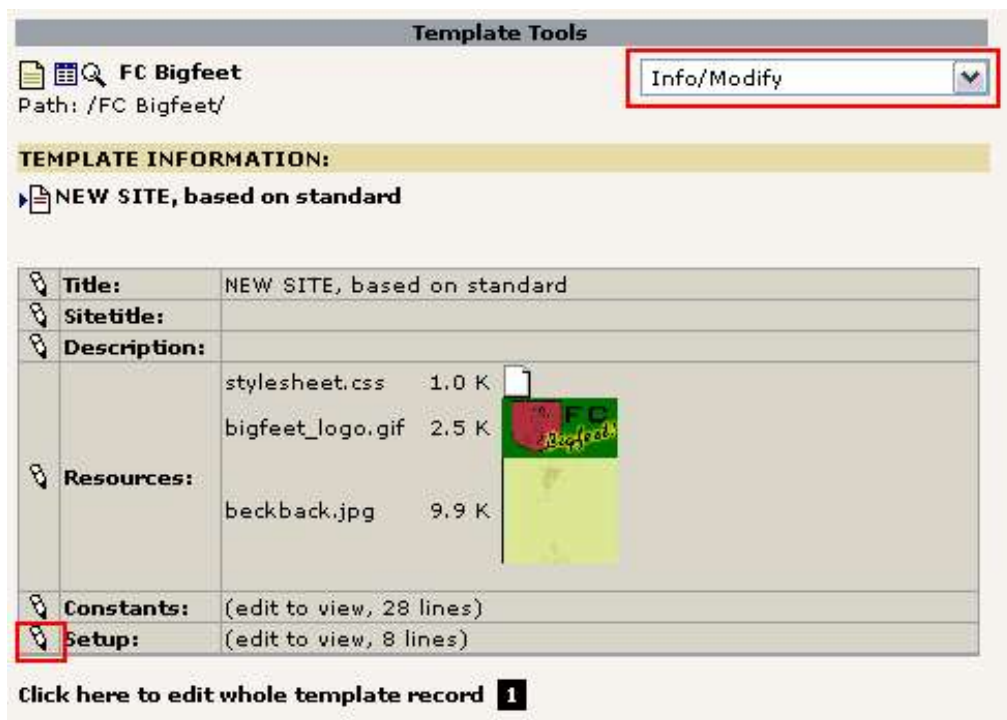 Template Tools
FC Bigfeet
Info/Modify
Path: /FC Bigfeet/
TEMPLATE INFORMATION:
NEW SITE, based on standard
Title: NEW SITE, based on standard
Sitetitle:
Description:
stylesheet.css 1.0 K
bigfeet_logo.gif 2.5 K
FC
Bigfeet
Resources:
beckback.jpg 9.9 K
Constants: (edit to view, 28 lines)
Setup: (edit to view, 8 lines)
Click here to edit whole template record 1